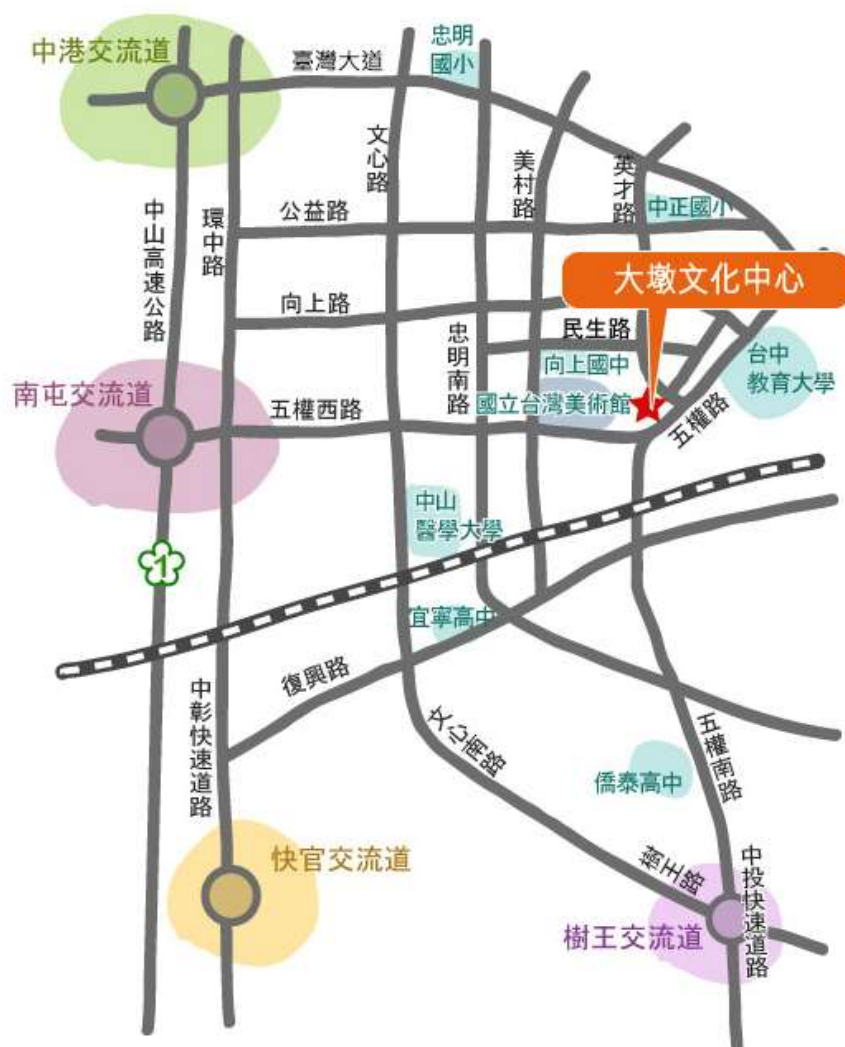 中港交流道
臺灣大道
忠明
國小
文心路
美村路
英才路
中正國小
公益路
中山高速公路
環中路
大墩文化中心
向上路
民生路
忠明南路
向上國中
台中
教育大學
南屯交流道
五權西路
國立台灣美術館
五權路
中山
醫學大學
1
宜寧高中
復興路
中彰快速道路
文心南路
五權南路
僑泰高中
快官交流道
樹王路
中投快速道路
樹王交流道